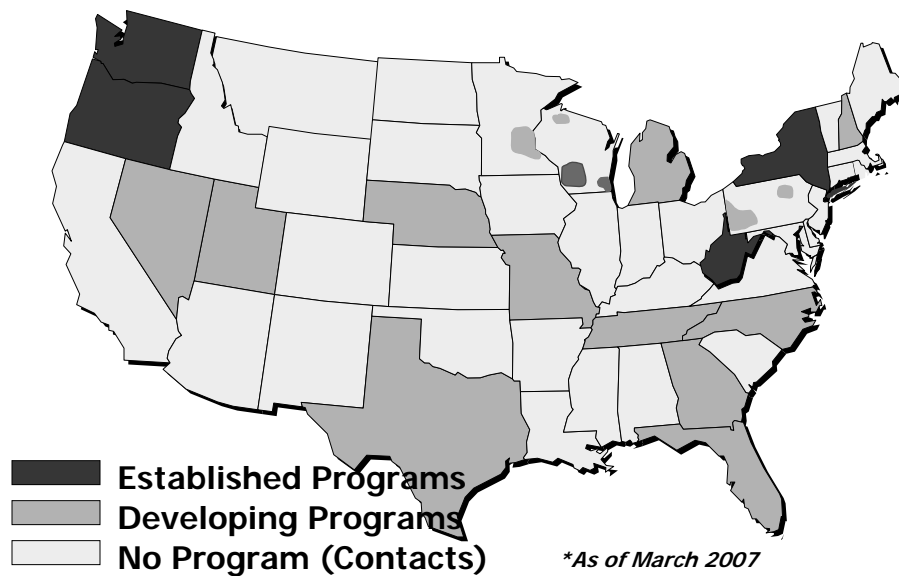 Established Programs
Developing Programs
No Program (Contacts)
*As of March 2007